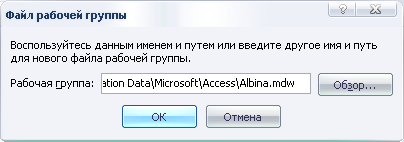 Файл рабочей группы
Воспользуйтесь данным именем и путем или введите другое имя и путь
для нового файла рабочей группы.
Рабочая группа: ation Data\Microsoft\Access\Albina.mdw Обзор...
ОК Отмена